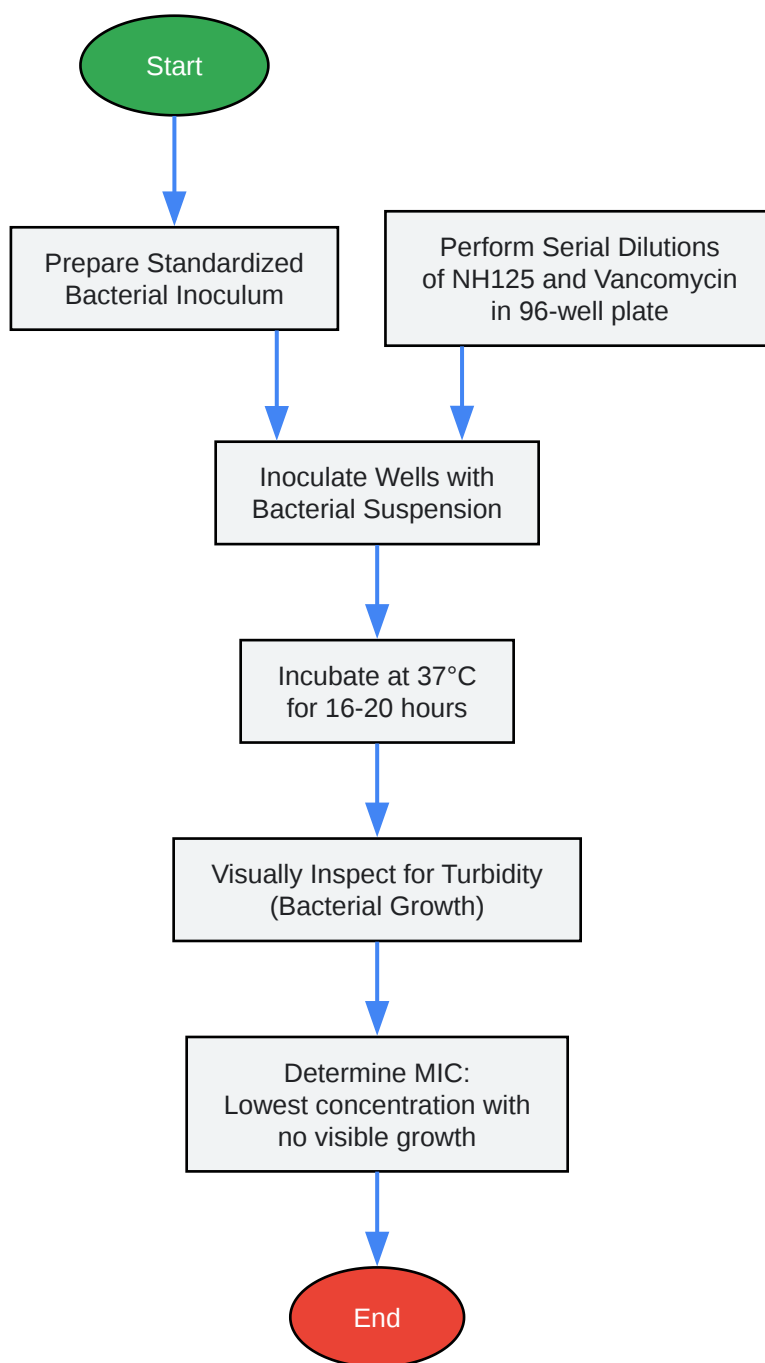 Start
Prepare Standardized
Bacterial Inoculum
Perform Serial Dilutions
of NH125 and Vancomycin
in 96-well plate
Inoculate Wells with
Bacterial Suspension
Incubate at 37°C
for 16-20 hours
Visually Inspect for Turbidity
(Bacterial Growth)
Determine MIC:
Lowest concentration with
no visible growth
End